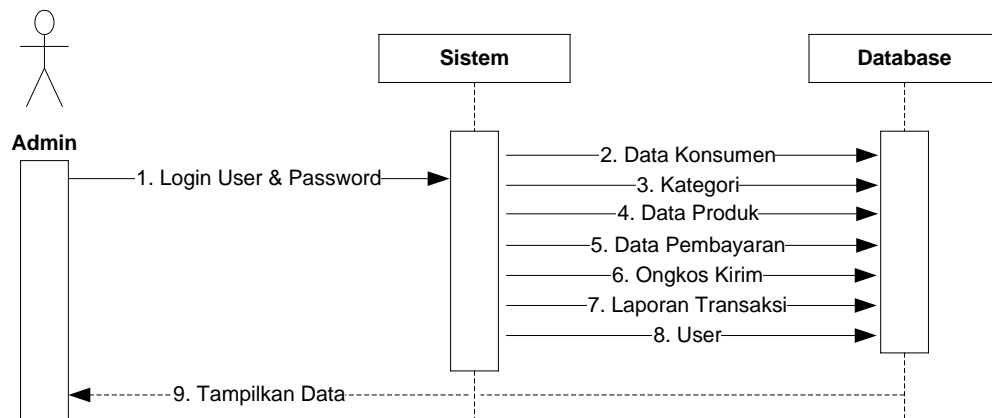 Sistem
Database
Admin
1. Login User & Password
2. Data Konsumen
3. Kategori
4. Data Produk
5. Data Pembayaran
6. Ongkos Kirim
7. Laporan Transaksi
8. User
9. Tampilkan Data